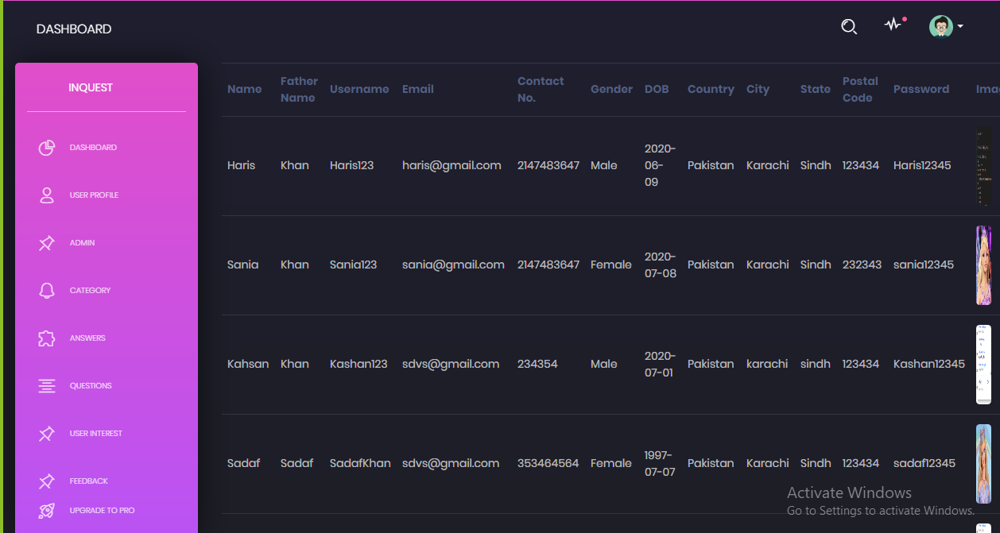 DASHBOARD
INQUEST
DASHBOARD
USER PROFILE
ADMIN
CATEGORY
ANSWERS
QUESTIONS
USER INTEREST
FEEDBACK
UPGRADE TO PRO
Name Father Name Username Email Contact No. Gender DOB Country City State Postal Code Password
Haris Khan Haris123 haris@gmail.com 2147483647 Male 2020-06-09 Pakistan Karachi Sindh 123434 Haris12345
Sania Khan Sania123 sania@gmail.com 2147483647 Female 2020-07-08 Pakistan Karachi Sindh 232343 sania12345
Kahsan Khan Kashan123 sdvs@gmail.com 234354 Male 2020-07-01 Pakistan karachi sindh 123434 Kashan12345
Sadaf Sadaf SadafKhan sdvs@gmail.com 353464564 Female 1997-07-07 Pakistan Karachi Sindh 123434 sadaf12345
Activate Windows
Go to Settings to activate Windows.